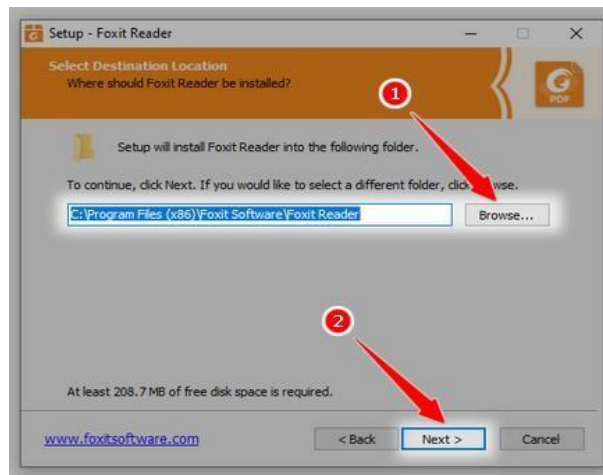 Setup - Foxit Reader
Select Destination Location
Where should Foxit Reader be installed?
PDF
1
Setup will install Foxit Reader into the following folder.
To continue, click Next. If you would like to select a different folder, click
C:\Program Files (x86)\Foxit Software\Foxit Reader
Browse...
2
At least 208.7 MB of free disk space is required.
www.foxitsoftware.com
< Back
Next >
Cancel